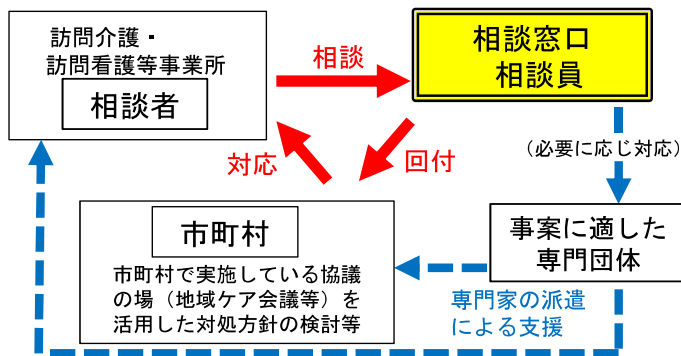 訪問介護・
訪問看護等事業所
相談者
相談
相談窓口
相談員
対応
回付
(必要に応じ対応)
市町村
市町村で実施している協議
の場(地域ケア会議等)を
活用した対処方針の検討等
事案に適した
専門団体
専門家の派遣
による支援